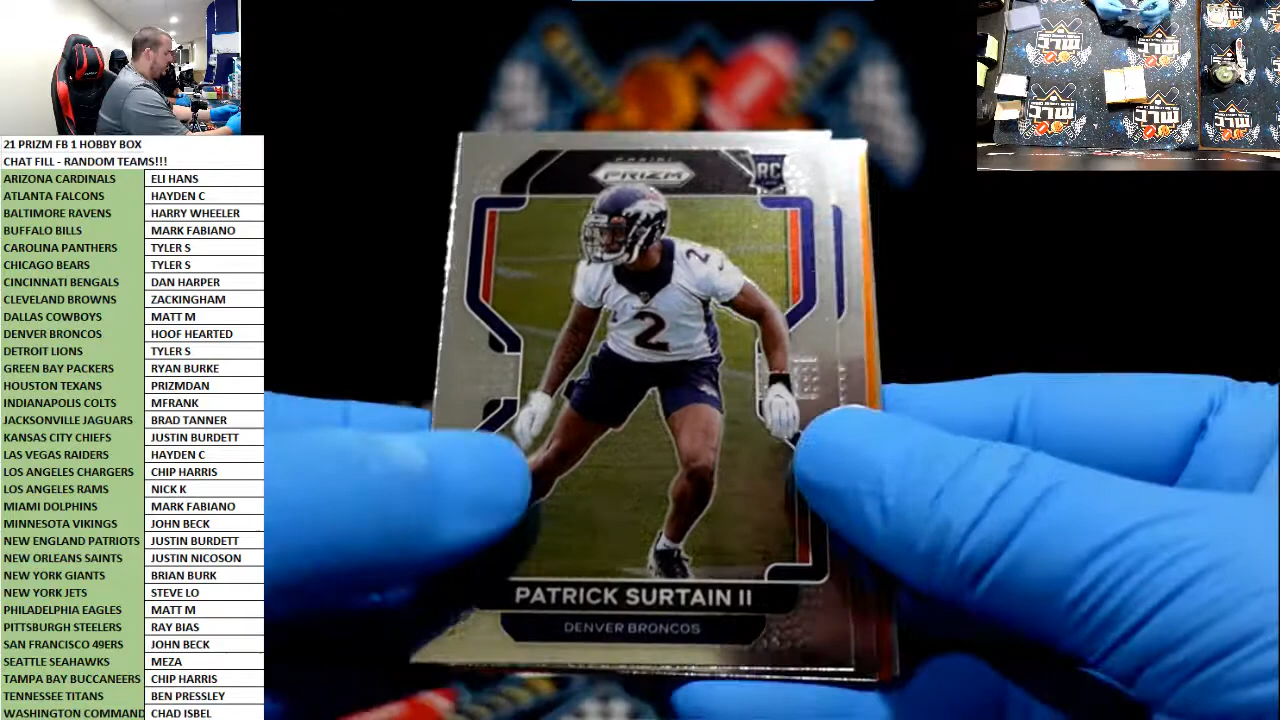 21 PRIZM FB 1 HOBBY BOX
CHAT FILL - RANDOM TEAMS!!!
ARIZONA CARDINALS ELI HANS
ATLANTA FALCONS HAYDEN C
BALTIMORE RAVENS HARRY WHEELER
BUFFALO BILLS MARK FABIANO
CAROLINA PANTHERS TYLER S
CHICAGO BEARS TYLER S
CINCINNATI BENGALS DAN HARPER
CLEVELAND BROWNS ZACKINGHAM
DALLAS COWBOYS MATT M
DENVER BRONCOS HOOF HEARTED
DETROIT LIONS TYLER S
GREEN BAY PACKERS RYAN BURKE
HOUSTON TEXANS PRIZMDAN
INDIANAPOLIS COLTS MFRANK
JACKSONVILLE JAGUARS BRAD TANNER
KANSAS CITY CHIEFS JUSTIN BURDETT
LAS VEGAS RAIDERS HAYDEN C
LOS ANGELES CHARGERS CHIP HARRIS
LOS ANGELES RAMS NICK K
MIAMI DOLPHINS MARK FABIANO
MINNESOTA VIKINGS JOHN BECK
NEW ENGLAND PATRIOTS JUSTIN BURDETT
NEW ORLEANS SAINTS JUSTIN NICOSON
NEW YORK GIANTS BRIAN BURK
NEW YORK JETS STEVE LO
PHILADELPHIA EAGLES MATT M
PITTSBURGH STEELERS RAY BIAS
SAN FRANCISCO 49ERS JOHN BECK
SEATTLE SEAHAWKS MEZA
TAMPA BAY BUCCANEERS CHIP HARRIS
TENNESSEE TITANS BEN PRESSLEY
WASHINGTON COMMAND CHAD ISBEL
PANINI
PRIZM
RC
2
2
PATRICK SURTAIN II
DENVER BRONCOS